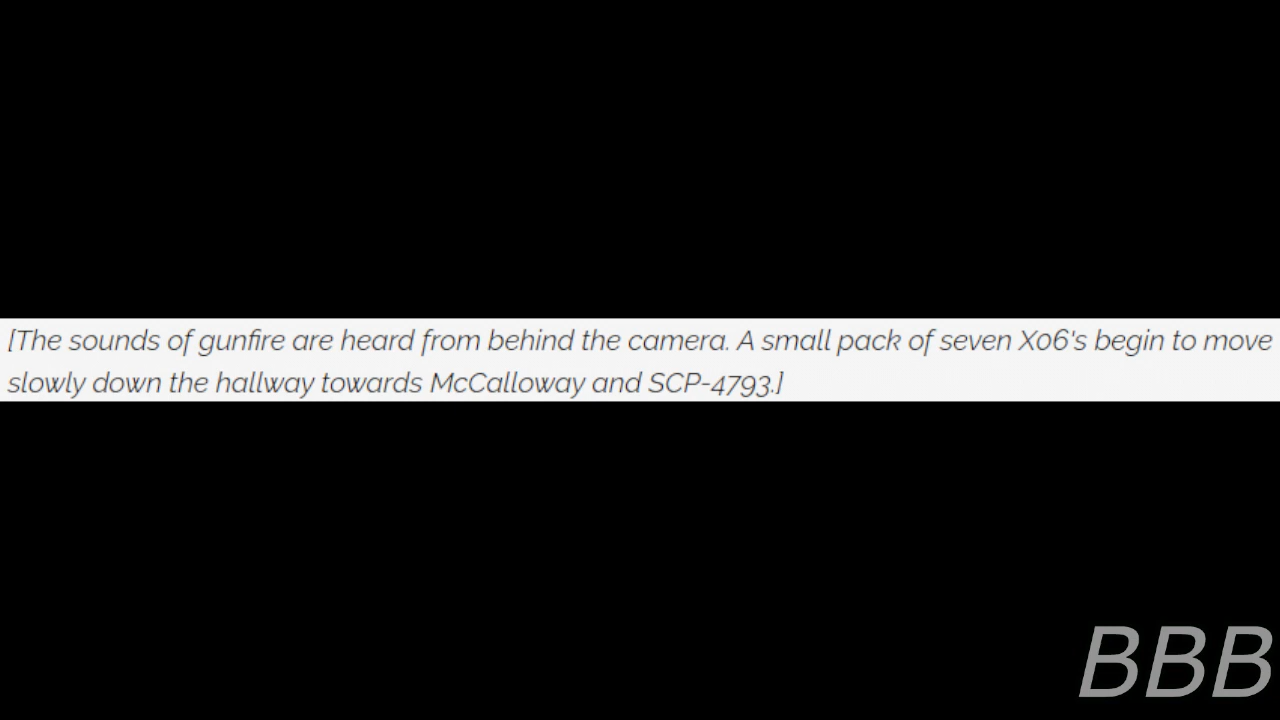 [The sounds of gunfire are heard from behind the camera. A small pack of seven X06's begin to move
slowly down the hallway towards McCalloway and SCP-4793.]
BBB